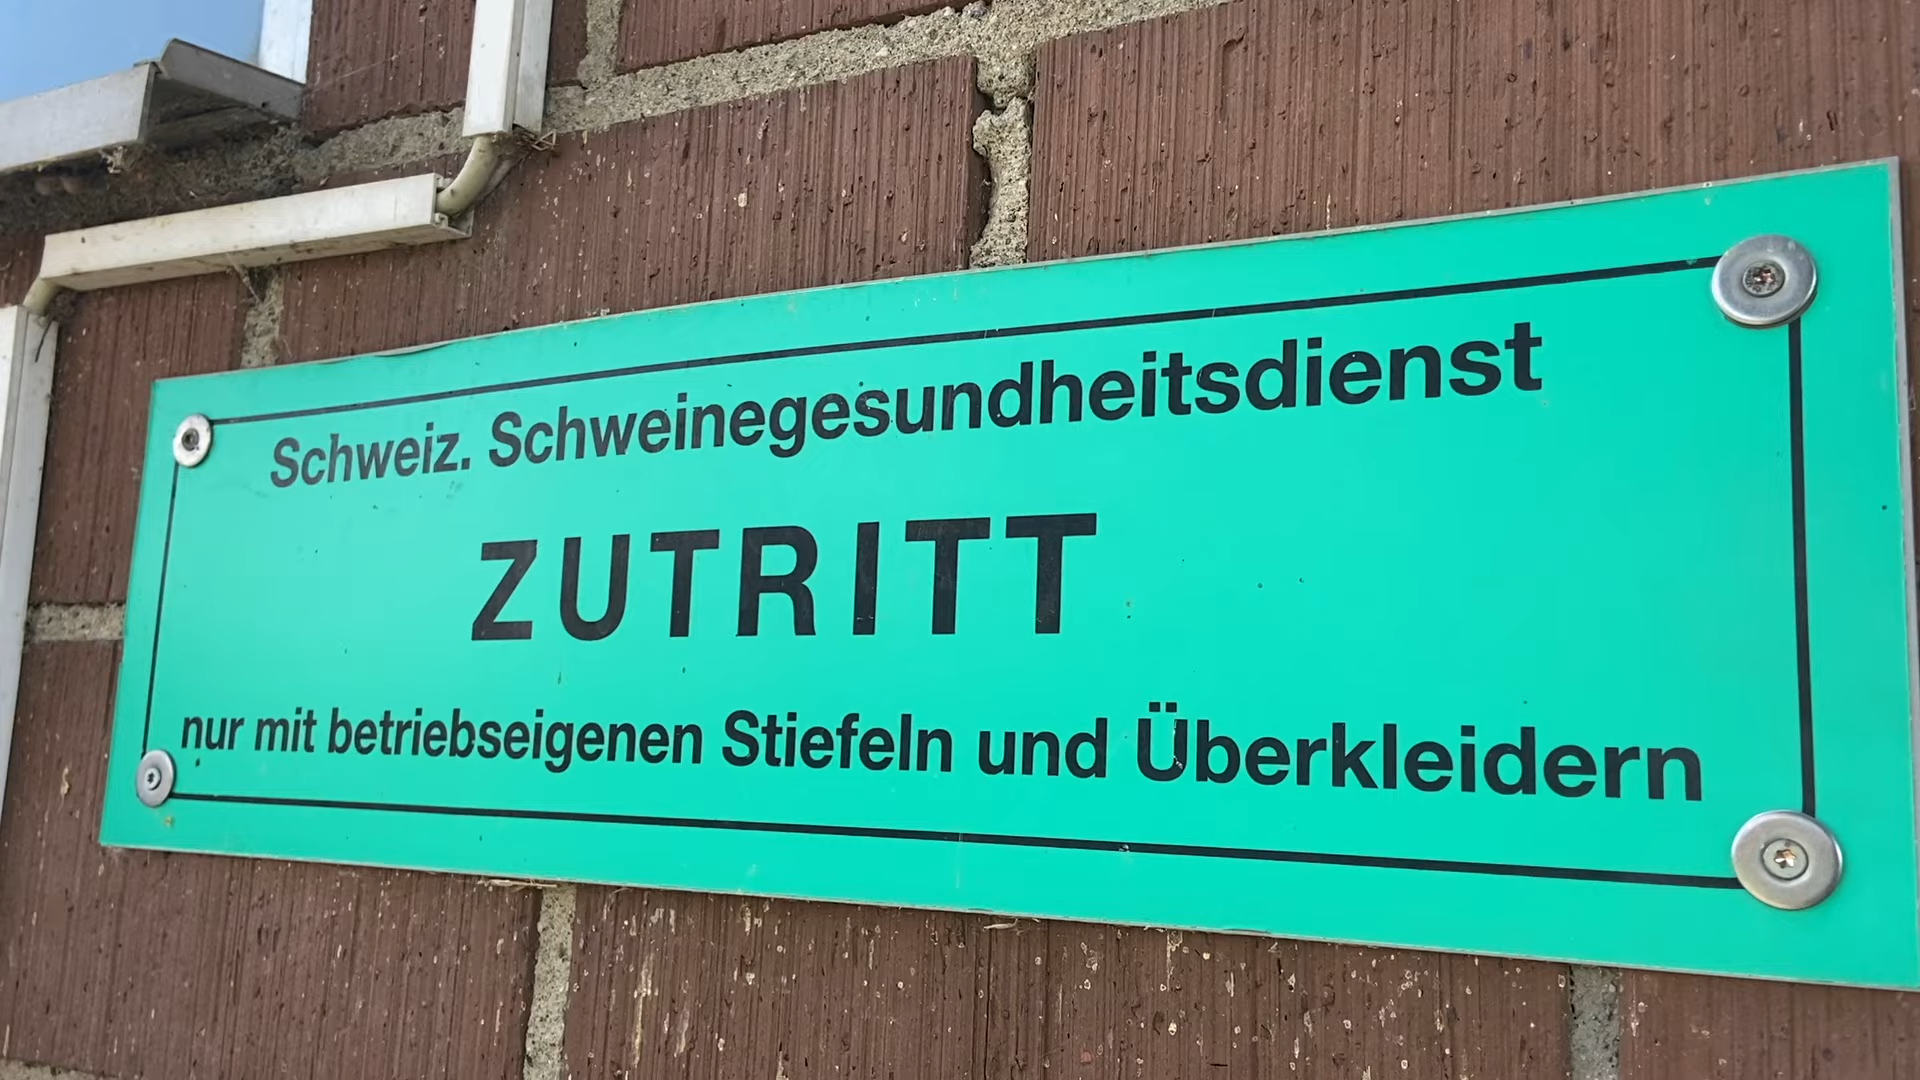 Schweiz. Schweinegesundheitsdienst
ZUTRITT
nur mit betriebseigenen Stiefeln und Überkleidern